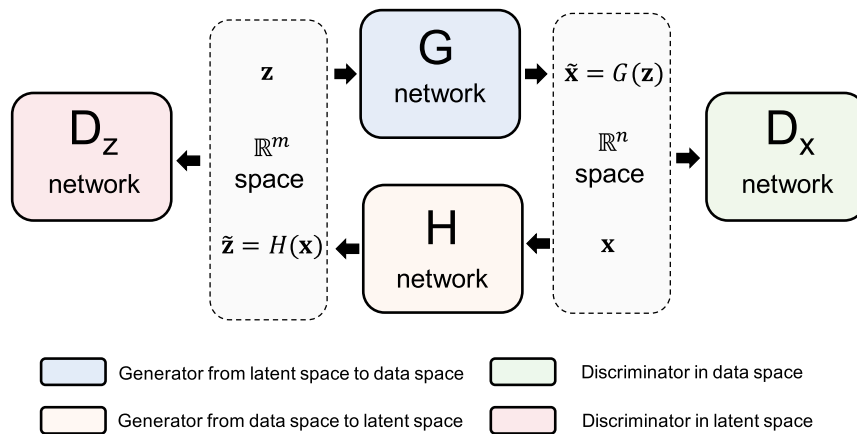 G
network
D_z
network
z
ℝ^m
space
z̃ = H(x)
H
network
x̃ = G(z)
ℝ^n
space
x
D_x
network
Generator from latent space to data space
Discriminator in data space
Generator from data space to latent space
Discriminator in latent space